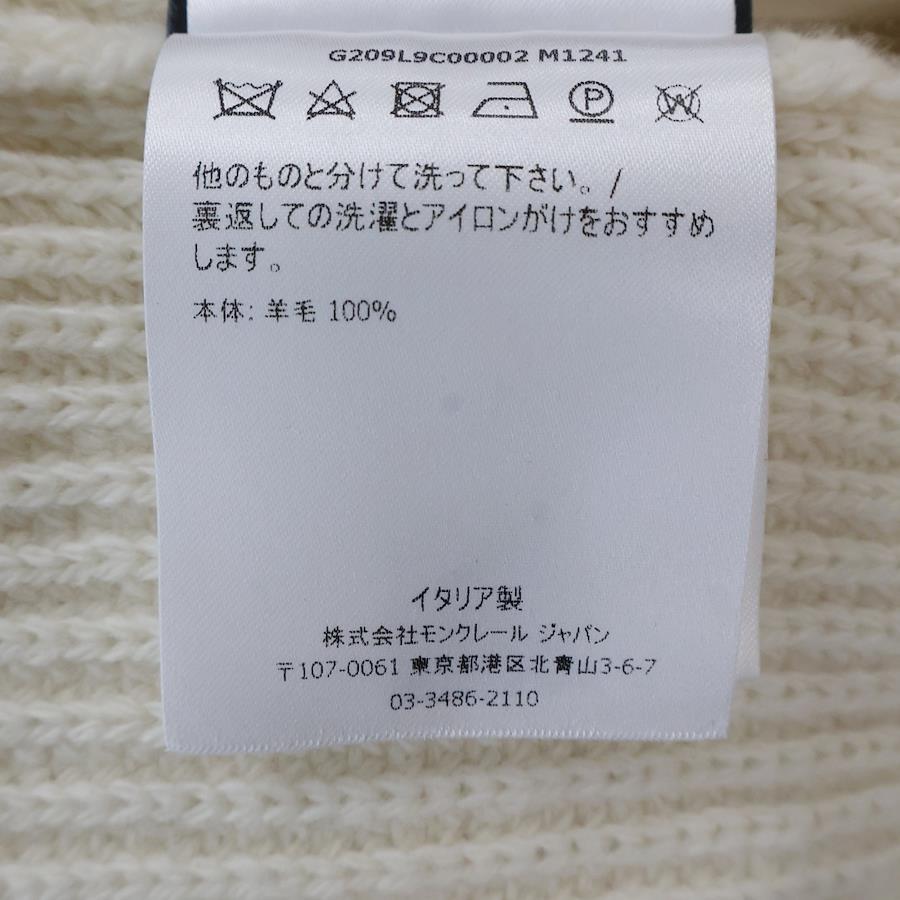 G209L9C00002 M1241
P
W
他のものと分けて洗って下さい。/
裏返しての洗濯とアイロンがけをおすすめ
します。
本体: 羊毛 100%
イタリア製
株式会社モンクレール ジャパン
〒107-0061 東京都港区北青山3-6-7
03-3486-2110